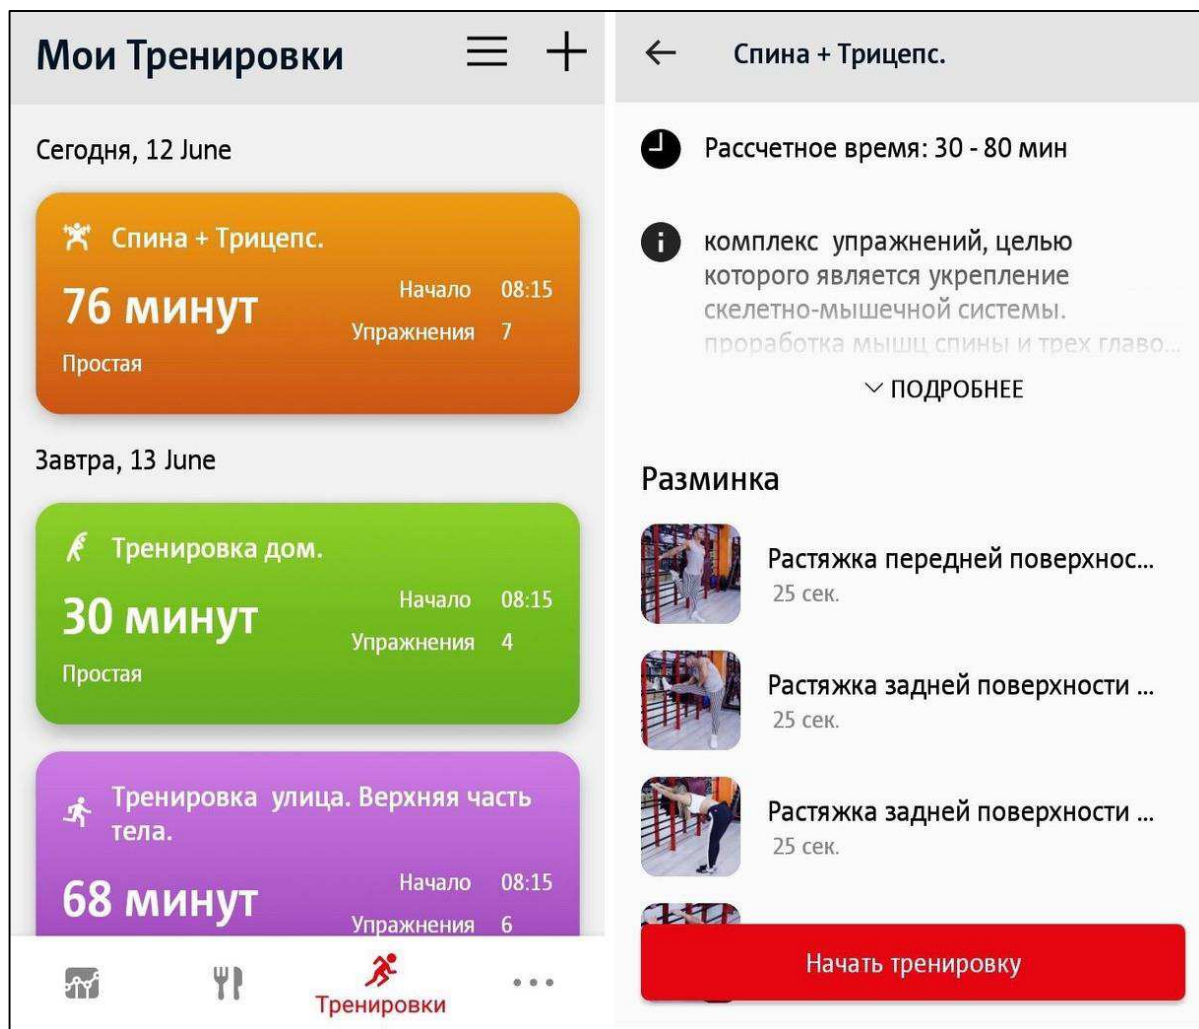 Мои Тренировки
Сегодня, 12 June
Спина + Трицепс.
76 минут
Начало 08:15
Упражнения 7
Простая
Завтра, 13 June
Тренировка дом.
30 минут
Начало 08:15
Упражнения 4
Простая
Тренировка улица. Верхняя часть
тела.
68 минут
Начало 08:15
Упражнения 6
Тренировки
Спина + Трицепс.
Рассчетное время: 30 - 80 мин
комплекс упражнений, целью
которого является укрепление
скелетно-мышечной системы.
проработка мышц спины и трех главо...
ПОДРОБНЕЕ
Разминка
Растяжка передней поверхнос...
25 сек.
Растяжка задней поверхности ...
25 сек.
Растяжка задней поверхности ...
25 сек.
Начать тренировку